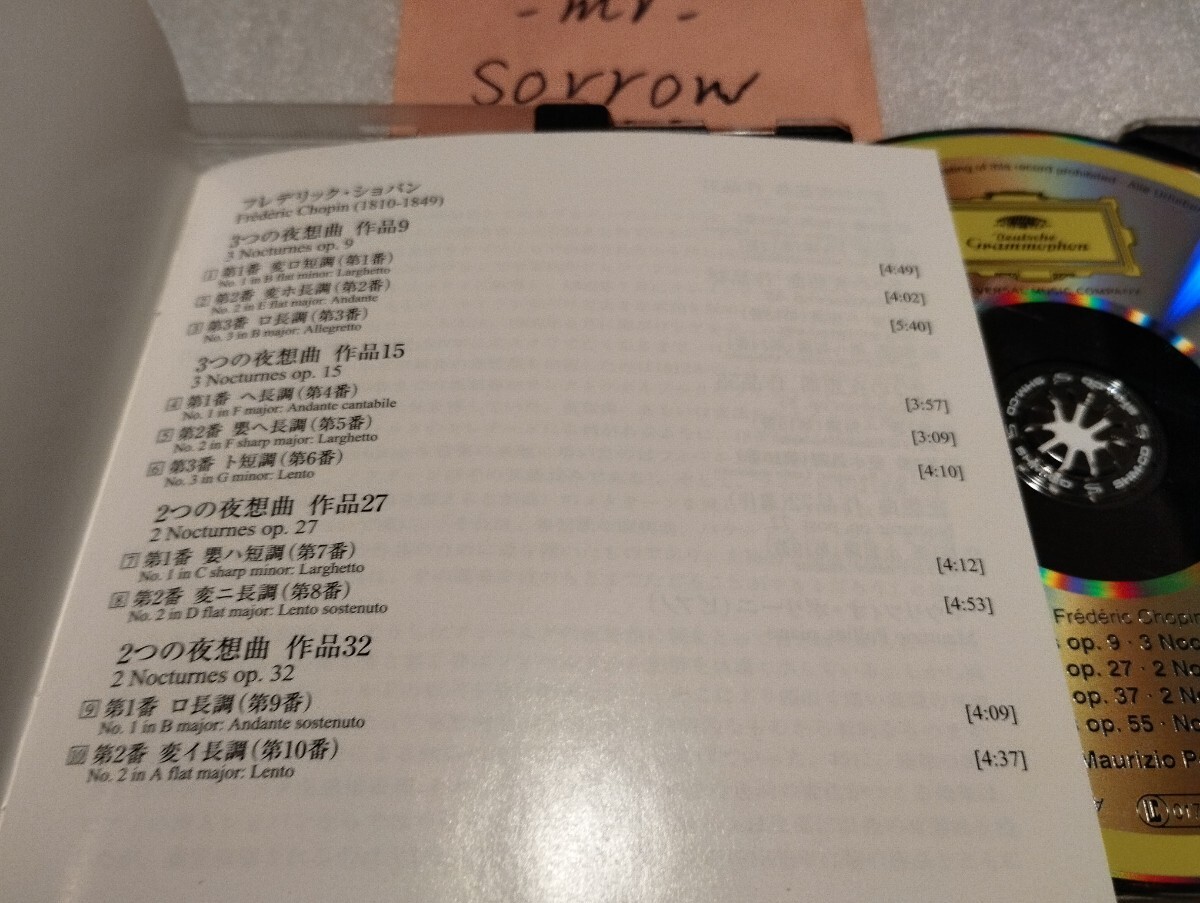 - mr -
sorrow
フレデリック・ショパン
Frédéric Chopin (1810-1849)
3つの夜想曲 作品9
3 Nocturnes op. 9
1 第1番 変ロ短調(第1番)
No. 1 in B flat minor: Larghetto [4:49]
2 第2番 変ホ長調(第2番)
No. 2 in E flat major: Andante [4:02]
3 第3番 ロ長調(第3番)
No. 3 in B major: Allegretto [5:40]
3つの夜想曲 作品15
3 Nocturnes op. 15
4 第1番 ヘ長調(第4番)
No. 1 in F major: Andante cantabile [3:57]
5 第2番 嬰ヘ長調(第5番)
No. 2 in F sharp major: Larghetto [3:09]
6 第3番 ト短調(第6番)
No. 3 in G minor: Lento [4:10]
2つの夜想曲 作品27
2 Nocturnes op. 27
7 第1番 嬰ハ短調(第7番)
No. 1 in C sharp minor: Larghetto [4:12]
8 第2番 変ニ長調(第8番)
No. 2 in D flat major: Lento sostenuto [4:53]
2つの夜想曲 作品32
2 Nocturnes op. 32
9 第1番 ロ長調(第9番)
No. 1 in B major: Andante sostenuto [4:09]
10 第2番 変イ長調(第10番)
No. 2 in A flat major: Lento [4:37]
of this record prohibited · Alle
Deutsche
Grammophon
VERSAL MUSIC COMPANY
SHM-CD
Frédéric Chopin
op. 9 · 3 Noc
op. 27 · 2 No
op. 37 · 2 N
op. 55 · No
Maurizio P
LC 017